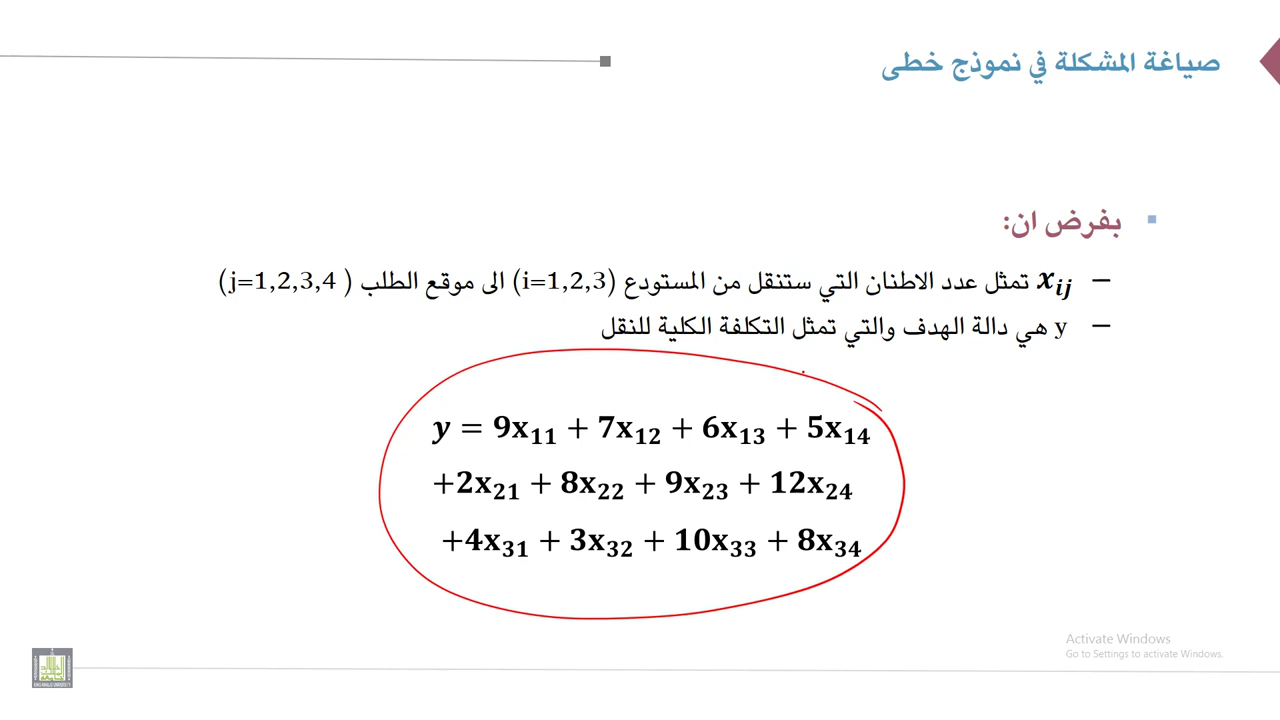 صياغة المشكلة في نموذج خطى
بفرض ان:
– x_{ij} تمثل عدد الاطنان التي ستنقل من المستودع (i=1,2,3) الى موقع الطلب (j=1,2,3,4 )
– y هي دالة الهدف والتي تمثل التكلفة الكلية للنقل
y = 9x₁₁ + 7x₁₂ + 6x₁₃ + 5x₁₄
+2x₂₁ + 8x₂₂ + 9x₂₃ + 12x₂₄
+4x₃₁ + 3x₃₂ + 10x₃₃ + 8x₃₄
Activate Windows
Go to Settings to activate Windows.